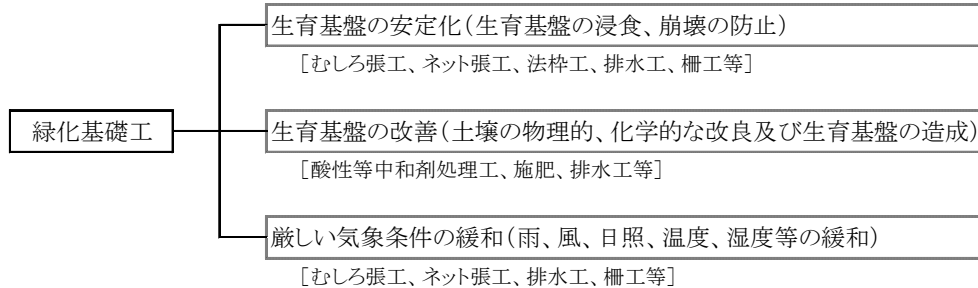 生育基盤の安定化(生育基盤の浸食、崩壊の防止)
[むしろ張工、ネット張工、法枠工、排水工、柵工等]
緑化基礎工
生育基盤の改善(土壌の物理的、化学的な改良及び生育基盤の造成)
[酸性等中和剤処理工、施肥、排水工等]
厳しい気象条件の緩和(雨、風、日照、温度、湿度等の緩和)
[むしろ張工、ネット張工、排水工、柵工等]